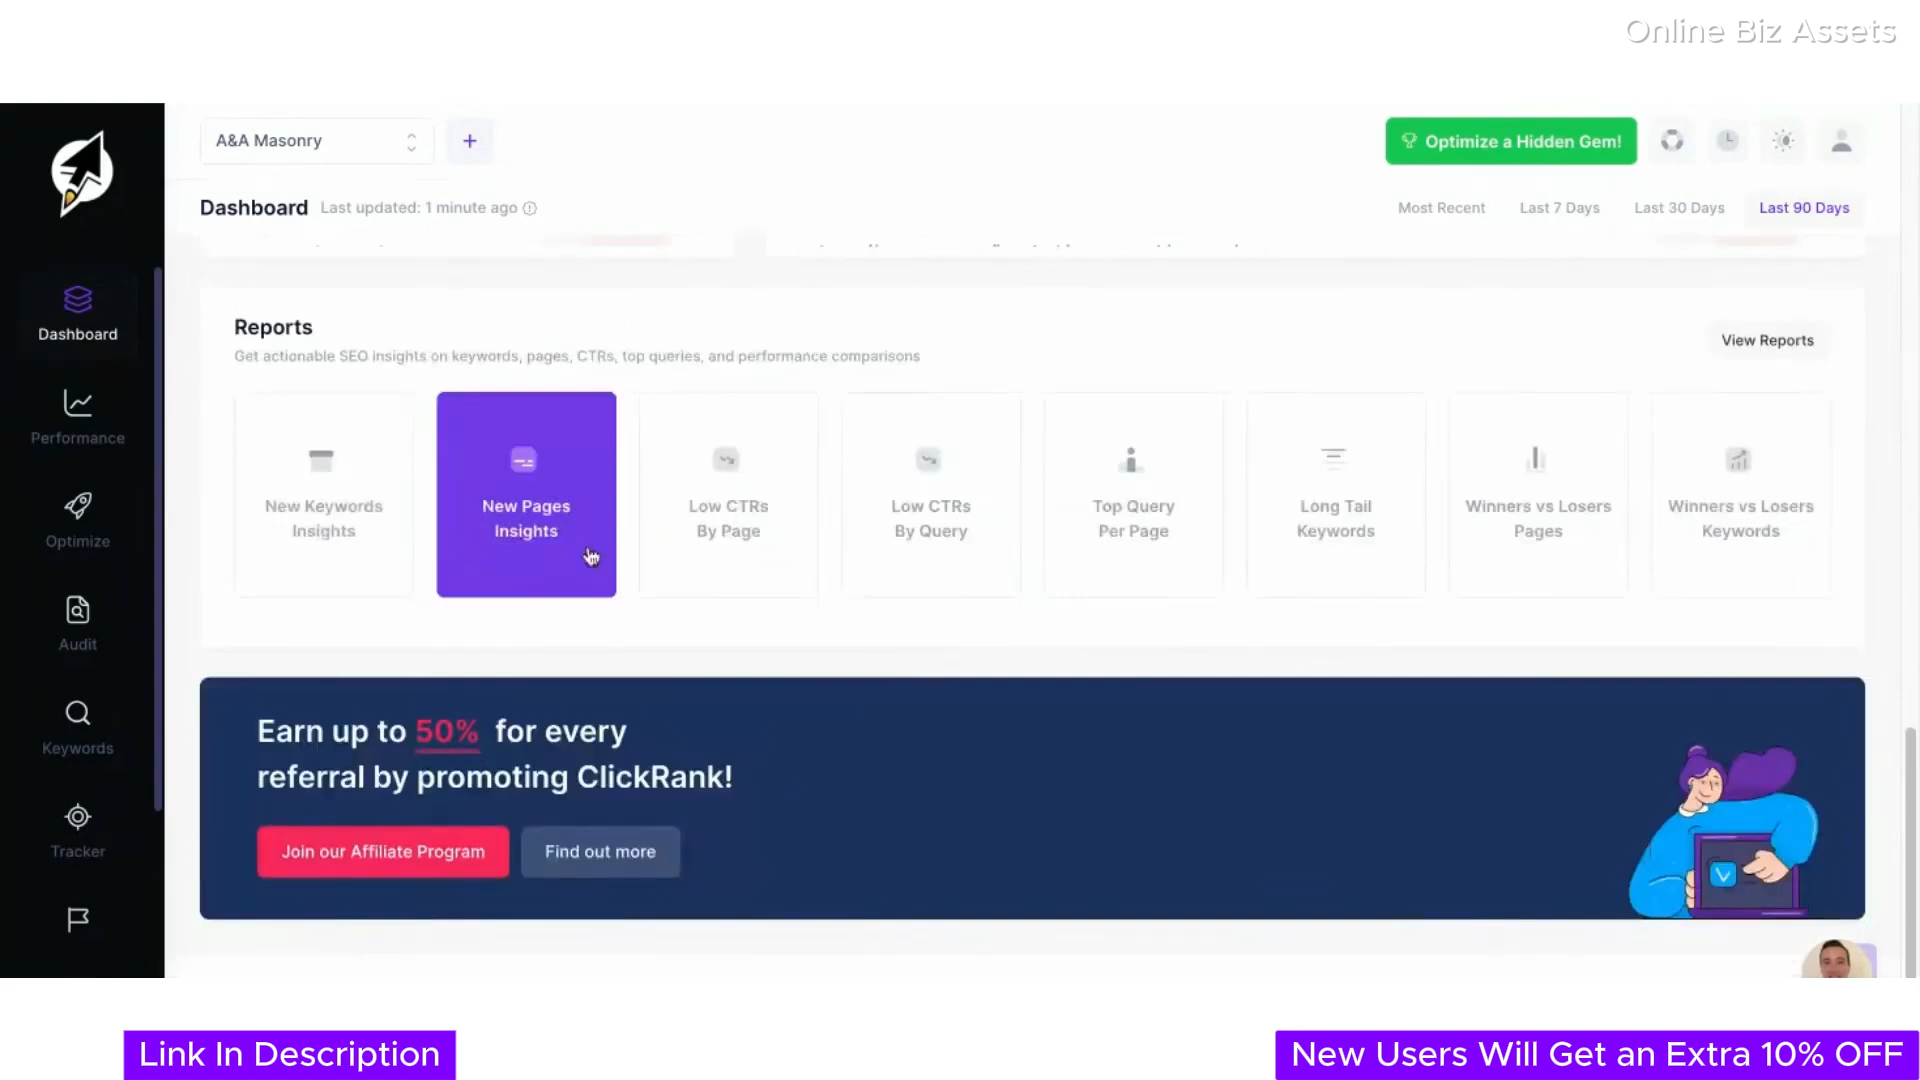 Online Biz Assets
A&A Masonry
+
Optimize a Hidden Gem!
Dashboard
Last updated: 1 minute ago
Most Recent
Last 7 Days
Last 30 Days
Last 90 Days
Dashboard
Performance
Optimize
Audit
Keywords
Tracker
Reports
Get actionable SEO insights on keywords, pages, CTRs, top queries, and performance comparisons
View Reports
New Keywords
Insights
New Pages
Insights
Low CTRs
By Page
Low CTRs
By Query
Top Query
Per Page
Long Tail
Keywords
Winners vs Losers
Pages
Winners vs Losers
Keywords
Earn up to 50% for every
referral by promoting ClickRank!
Join our Affiliate Program
Find out more
Link In Description
New Users Will Get an Extra 10% OFF